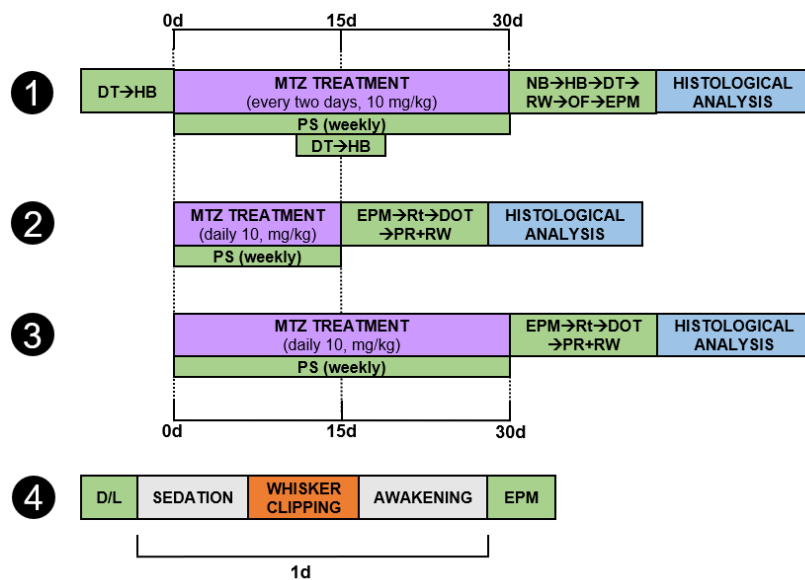 0d 15d 30d
1
DT→HB
MTZ TREATMENT
(every two days, 10 mg/kg)
NB→HB→DT→
RW→OF→EPM
HISTOLOGICAL
ANALYSIS
PS (weekly)
DT→HB
2
MTZ TREATMENT
(daily 10, mg/kg)
EPM→Rt→DOT
→PR+RW
HISTOLOGICAL
ANALYSIS
PS (weekly)
3
MTZ TREATMENT
(daily 10, mg/kg)
EPM→Rt→DOT
→PR+RW
HISTOLOGICAL
ANALYSIS
PS (weekly)
0d 15d 30d
4
D/L
SEDATION
WHISKER
CLIPPING
AWAKENING
EPM
1d